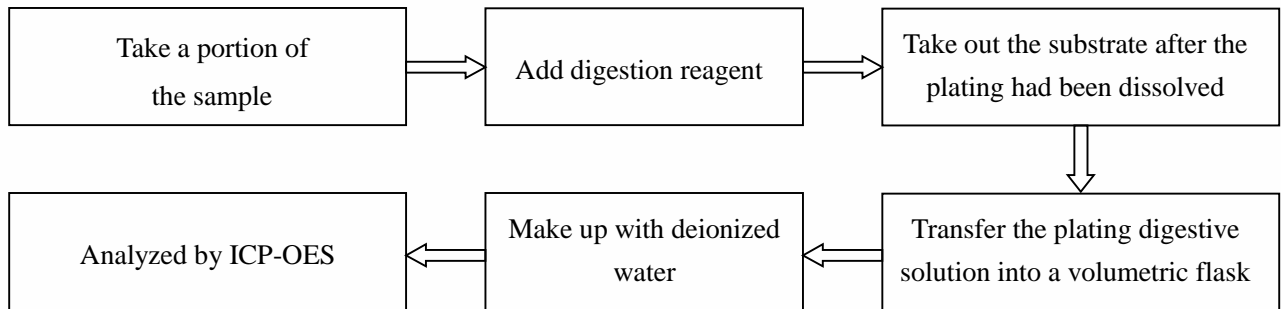 Take a portion of
the sample
Add digestion reagent
Take out the substrate after the
plating had been dissolved
Transfer the plating digestive
solution into a volumetric flask
Make up with deionized
water
Analyzed by ICP-OES